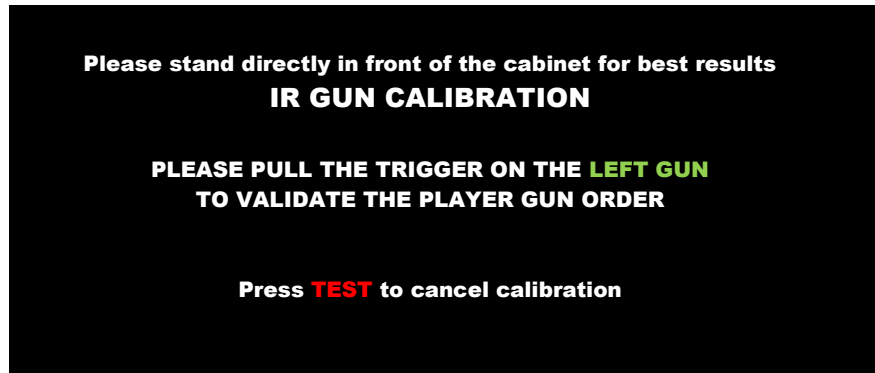 Please stand directly in front of the cabinet for best results
IR GUN CALIBRATION
PLEASE PULL THE TRIGGER ON THE LEFT GUN
TO VALIDATE THE PLAYER GUN ORDER
Press TEST to cancel calibration